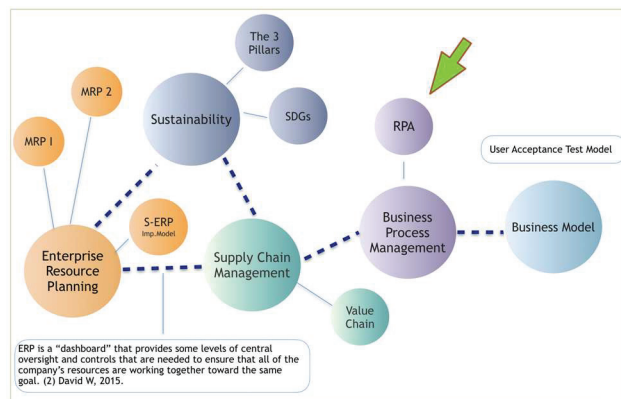 The 3
Pillars
MRP 2
Sustainability
SDGs
RPA
MRP I
User Acceptance Test Model
S-ERP
Imp.Model
Business
Process
Management
Business Model
Enterprise
Resource
Planning
Supply Chain
Management
Value
Chain
ERP is a “dashboard” that provides some levels of central
oversight and controls that are needed to ensure that all of the
company’s resources are working together toward the same
goal. (2) David W, 2015.